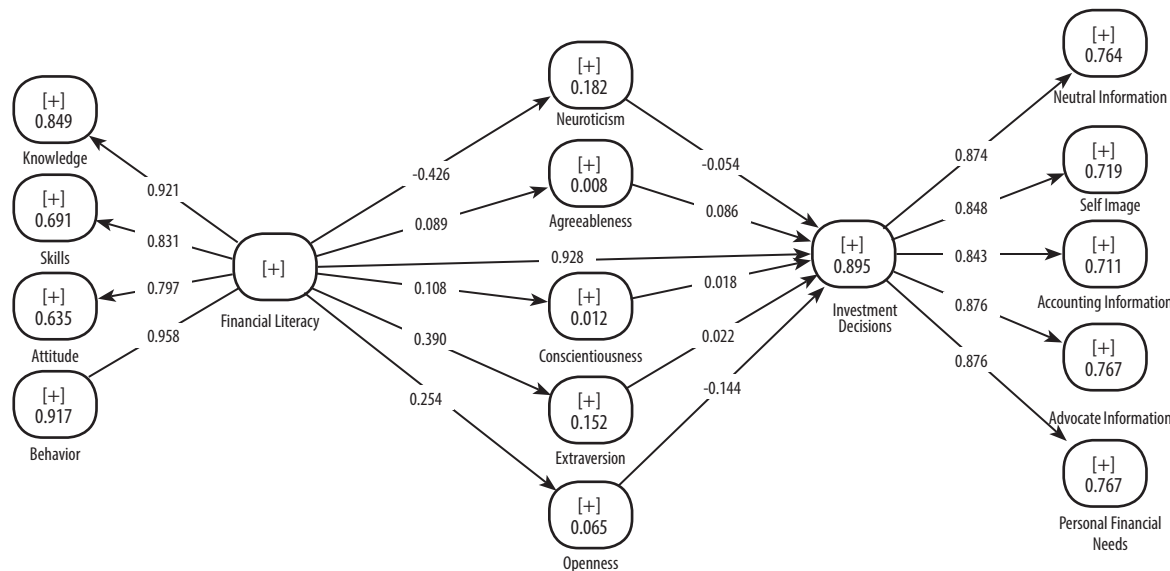 [+]
0.849
Knowledge
[+]
0.691
Skills
[+]
0.635
Attitude
[+]
0.917
Behavior
0.921
0.831
0.797
0.958
[+]
Financial Literacy
-0.426
0.089
0.928
0.108
0.390
0.254
[+]
0.182
Neuroticism
[+]
0.008
Agreeableness
[+]
0.012
Conscientiousness
[+]
0.152
Extraversion
[+]
0.065
Openness
-0.054
0.086
0.018
0.022
-0.144
[+]
0.895
Investment
Decisions
0.874
0.848
0.843
0.876
0.876
[+]
0.764
Neutral Information
[+]
0.719
Self Image
[+]
0.711
Accounting Information
[+]
0.767
Advocate Information
[+]
0.767
Personal Financial
Needs